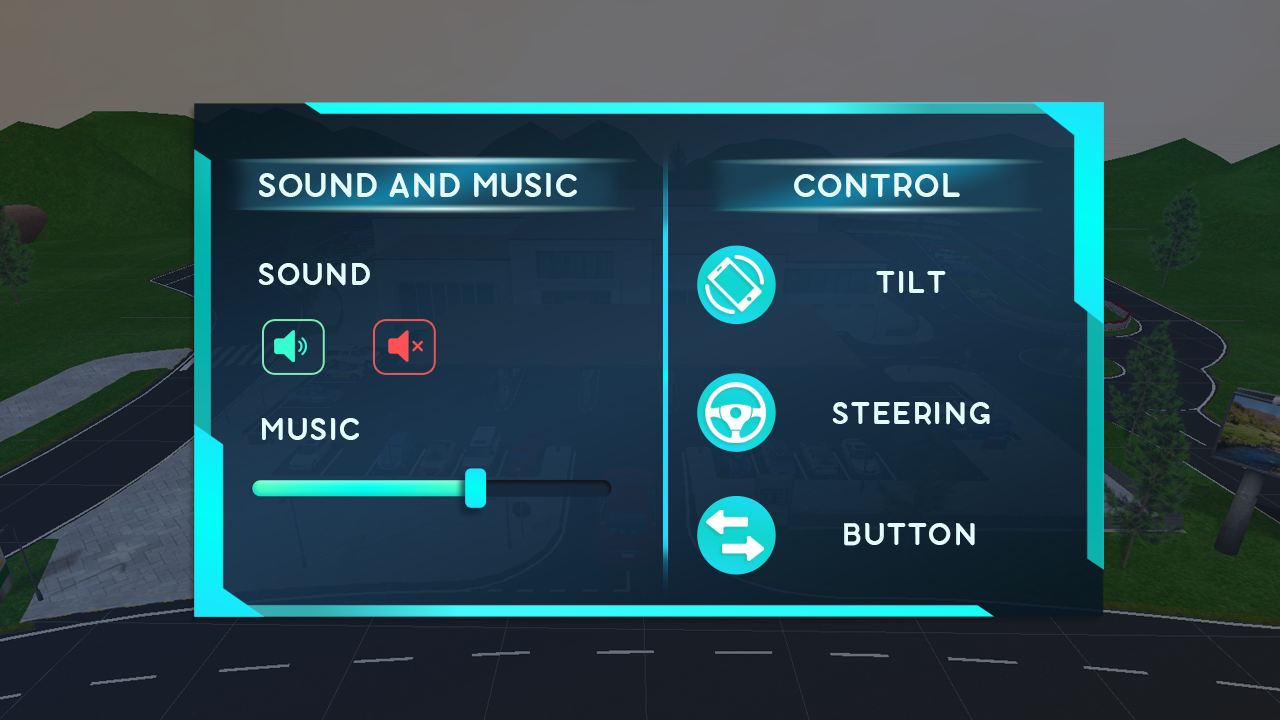 SOUND AND MUSIC
SOUND
MUSIC
CONTROL
TILT
STEERING
BUTTON